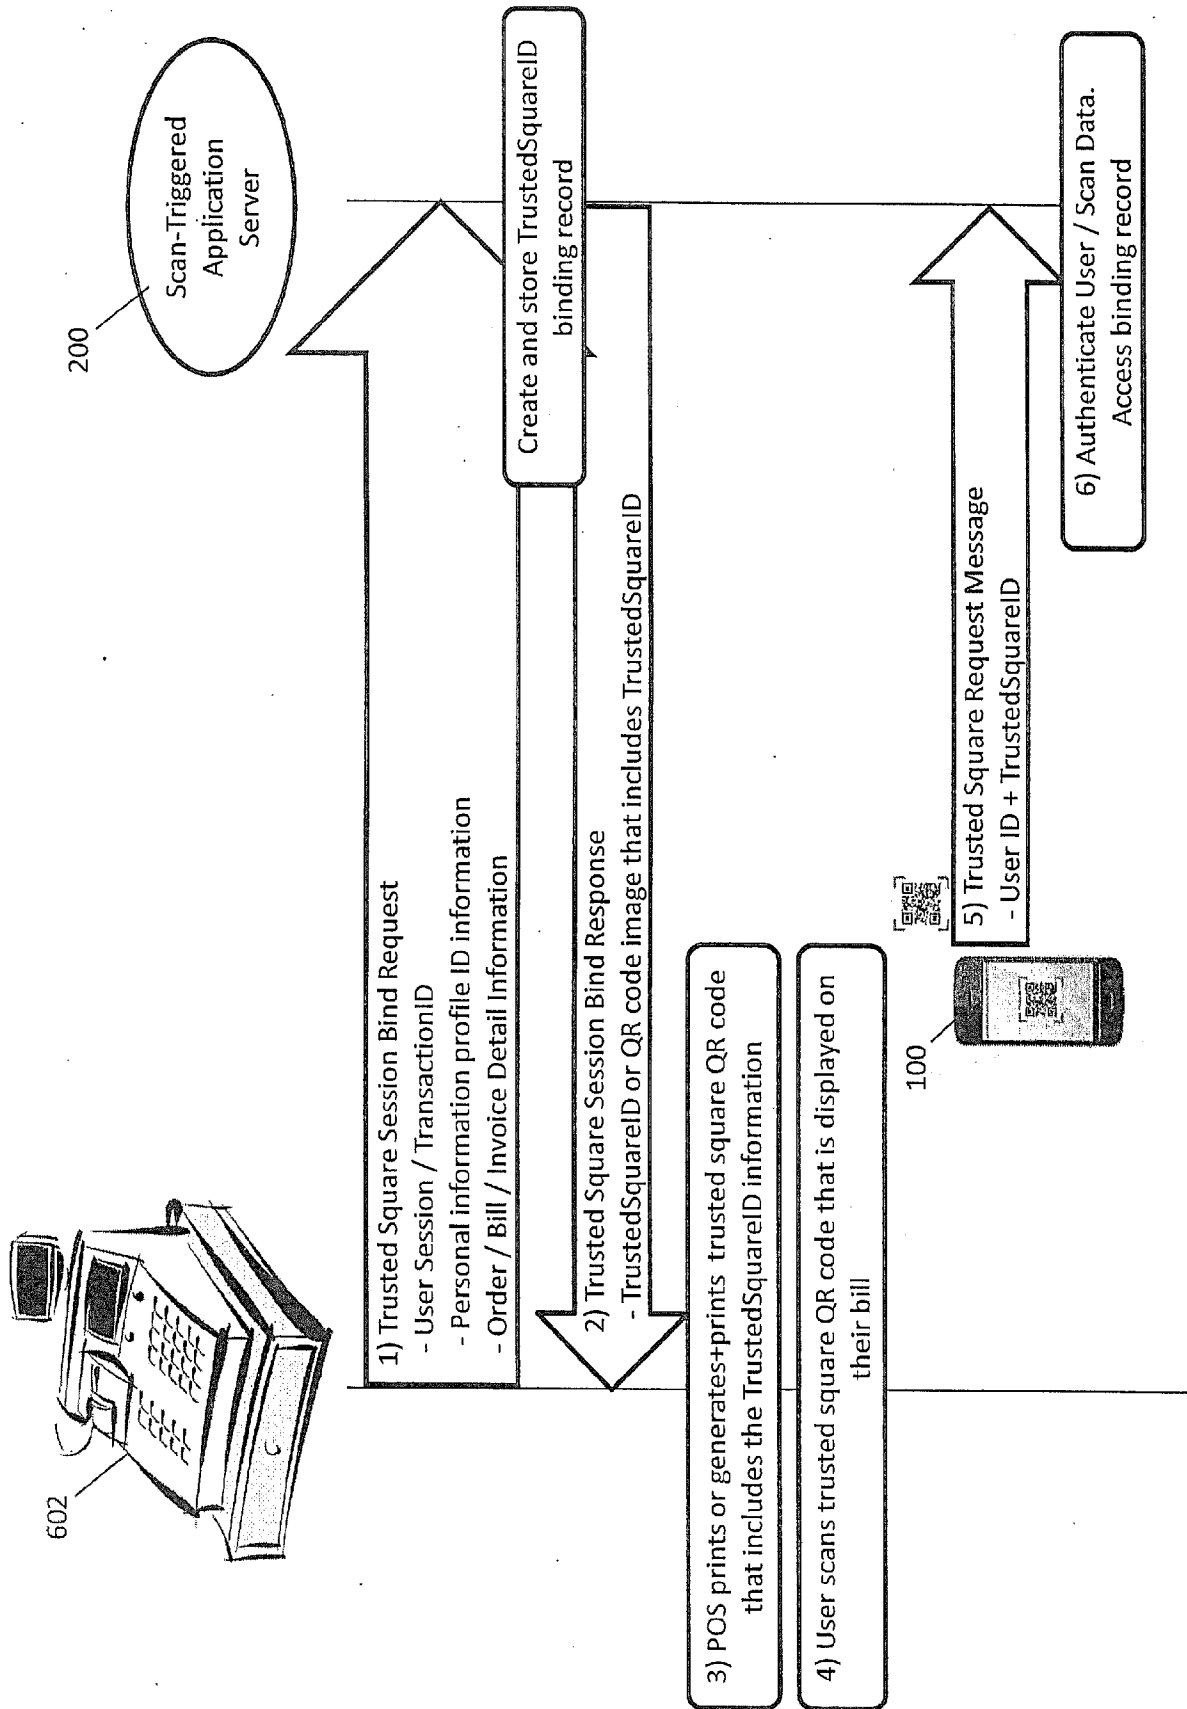 602
200
Scan-Triggered
Application
Server
1) Trusted Square Session Bind Request
- User Session / TransactionID
- Personal information profile ID information
- Order / Bill / Invoice Detail Information
Create and store TrustedSquareID
binding record
2) Trusted Square Session Bind Response
- TrustedSquareID or QR code image that includes TrustedSquareID
3) POS prints or generates+prints trusted square QR code
that includes the TrustedSquareID information
4) User scans trusted square QR code that is displayed on
their bill
100
5) Trusted Square Request Message
- User ID + TrustedSquareID
6) Authenticate User / Scan Data.
Access binding record